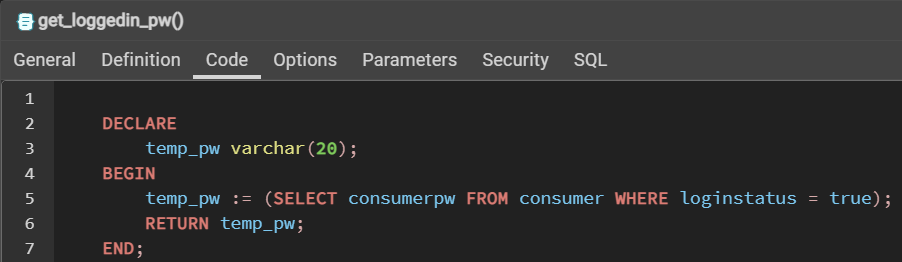 get_loggedin_pw()
General Definition Code Options Parameters Security SQL
1
2 DECLARE
3 temp_pw varchar(20);
4 BEGIN
5 temp_pw := (SELECT consumerpw FROM consumer WHERE loginstatus = true);
6 RETURN temp_pw;
7 END;